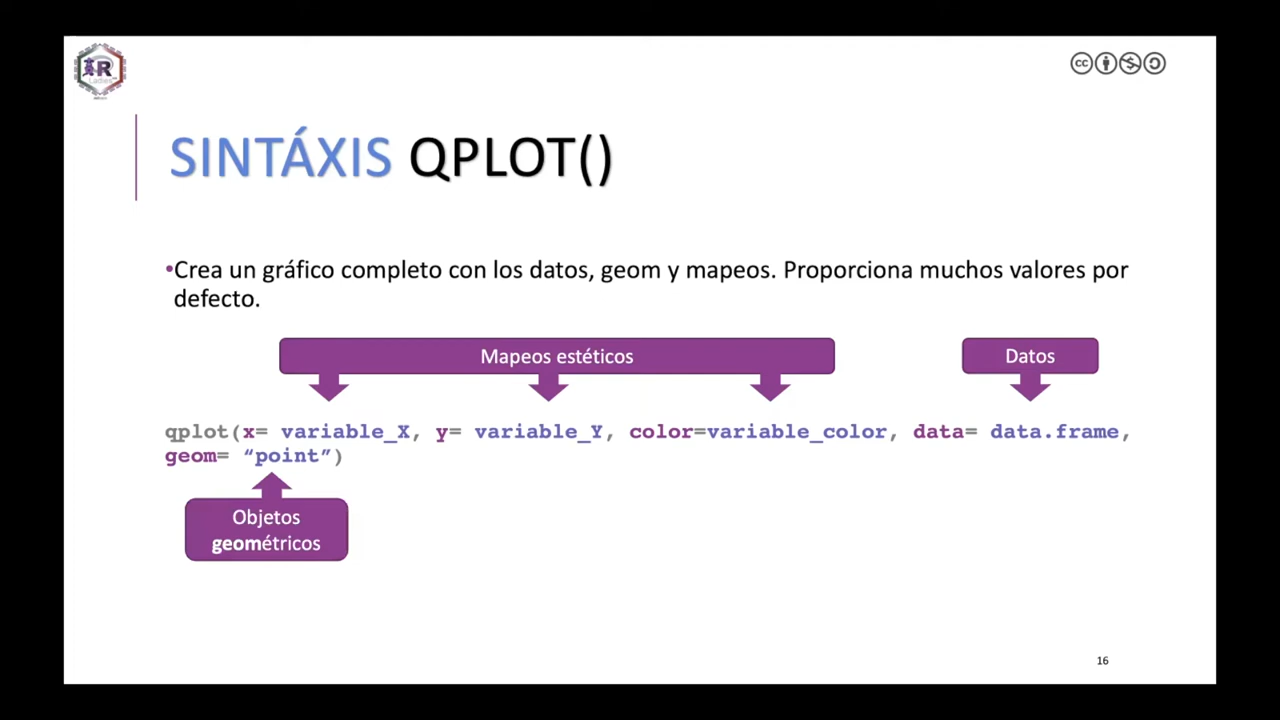 R
Ladies
SINTÁXIS QPLOT()
•Crea un gráfico completo con los datos, geom y mapeos. Proporciona muchos valores por
defecto.
Mapeos estéticos
Datos
qplot(x= variable_X, y= variable_Y, color=variable_color, data= data.frame,
geom= “point”)
Objetos
geométricos
16